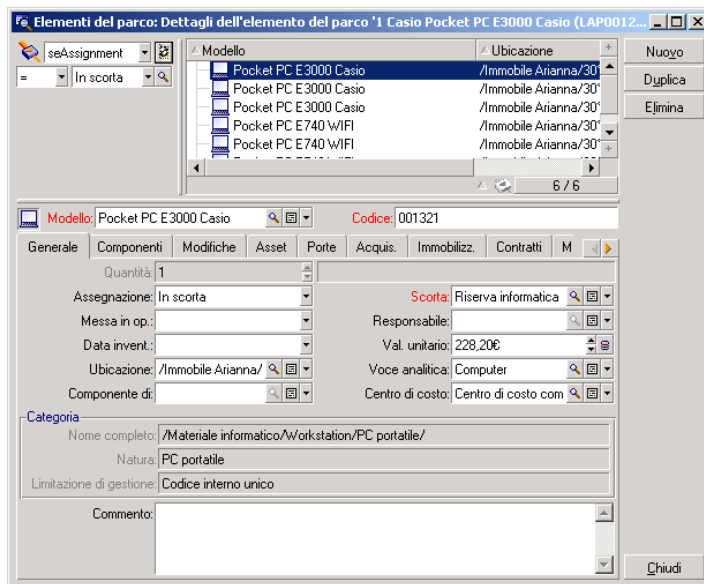 Elementi del parco: Dettagli dell'elemento del parco '1 Casio Pocket PC E3000 Casio (LAP0012...
seAssignment
= In scorta
Modello Ubicazione
Pocket PC E3000 Casio /Immobile Arianna/30°
Pocket PC E3000 Casio /Immobile Arianna/30°
Pocket PC E3000 Casio /Immobile Arianna/30°
Pocket PC E740 WIFI /Immobile Arianna/30°
Pocket PC E740 WIFI /Immobile Arianna/30°
6 / 6
Nuovo
Duplica
Elimina
Modello: Pocket PC E3000 Casio Codice: 001321
Generale Componenti Modifiche Asset Porte Acquis. Immobilizz. Contratti M
Quantità: 1
Assegnazione: In scorta Scorta: Riserva informatica
Messa in op.: Responsabile:
Data invent.: Val. unitario: 228,20€
Ubicazione: /Immobile Arianna/ Voce analitica: Computer
Componente di: Centro di costo: Centro di costo com
Categoria
Nome completo: /Materiale informatico/Workstation/PC portatile/
Natura: PC portatile
Limitazione di gestione: Codice interno unico
Commento:
Chiudi